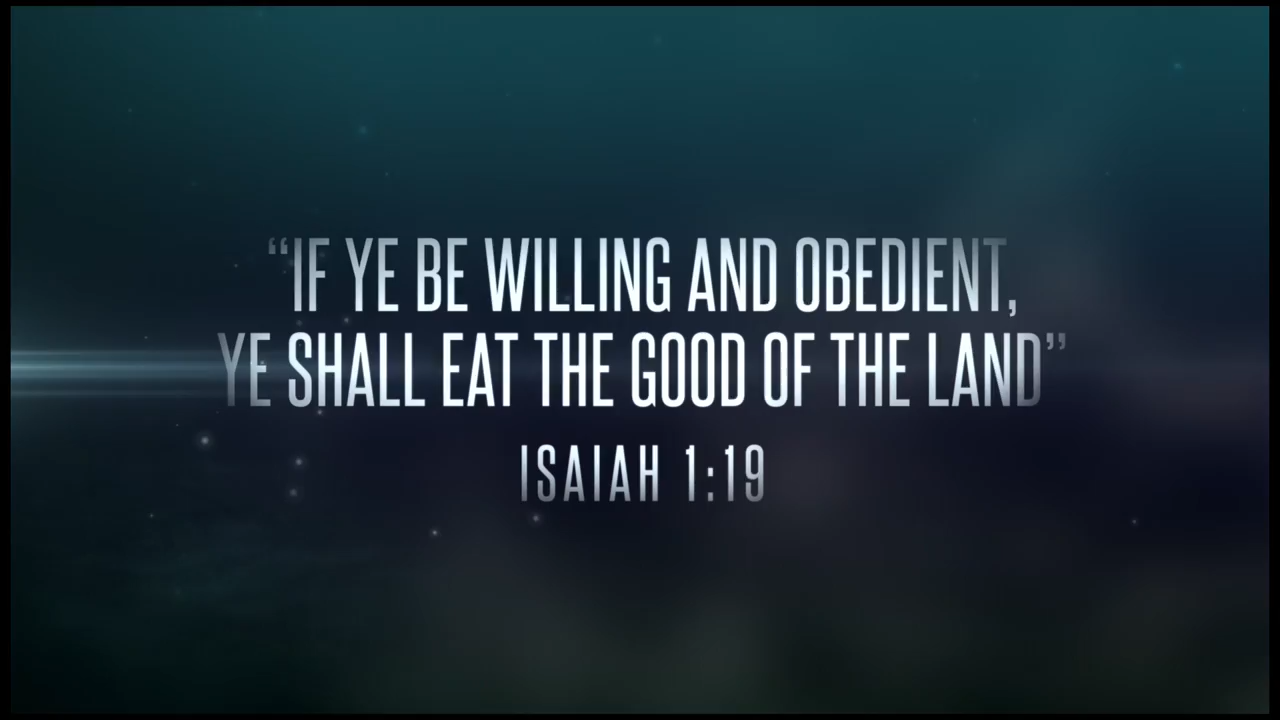 “IF YE BE WILLING AND OBEDIENT,
YE SHALL EAT THE GOOD OF THE LAND”
ISAIAH 1:19